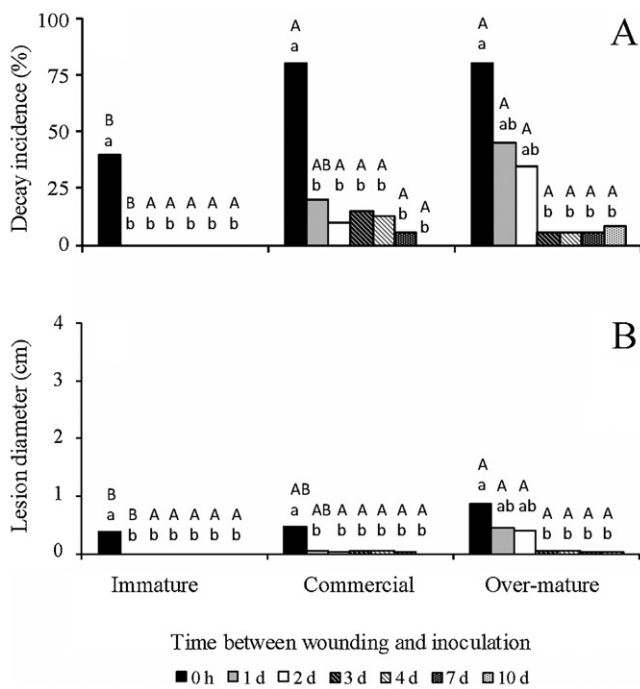 A
Decay incidence (%)
100
75
50
25
0
B
a
B A A A A A
b b b b b b
A
a
AB A A A
b b b b
A
b
A
b
A
a
A
ab
A
ab
A A A A
b b b b
B
Lesion diameter (cm)
4
3
2
1
0
B
a
B A A A A A
b b b b b b
AB
a
AB A A A A A
b b b b b b
A
a
A A
ab ab
A A A A
b b b b
Immature Commercial Over-mature
Time between wounding and inoculation
0 h 1 d 2 d 3 d 4 d 7 d 10 d